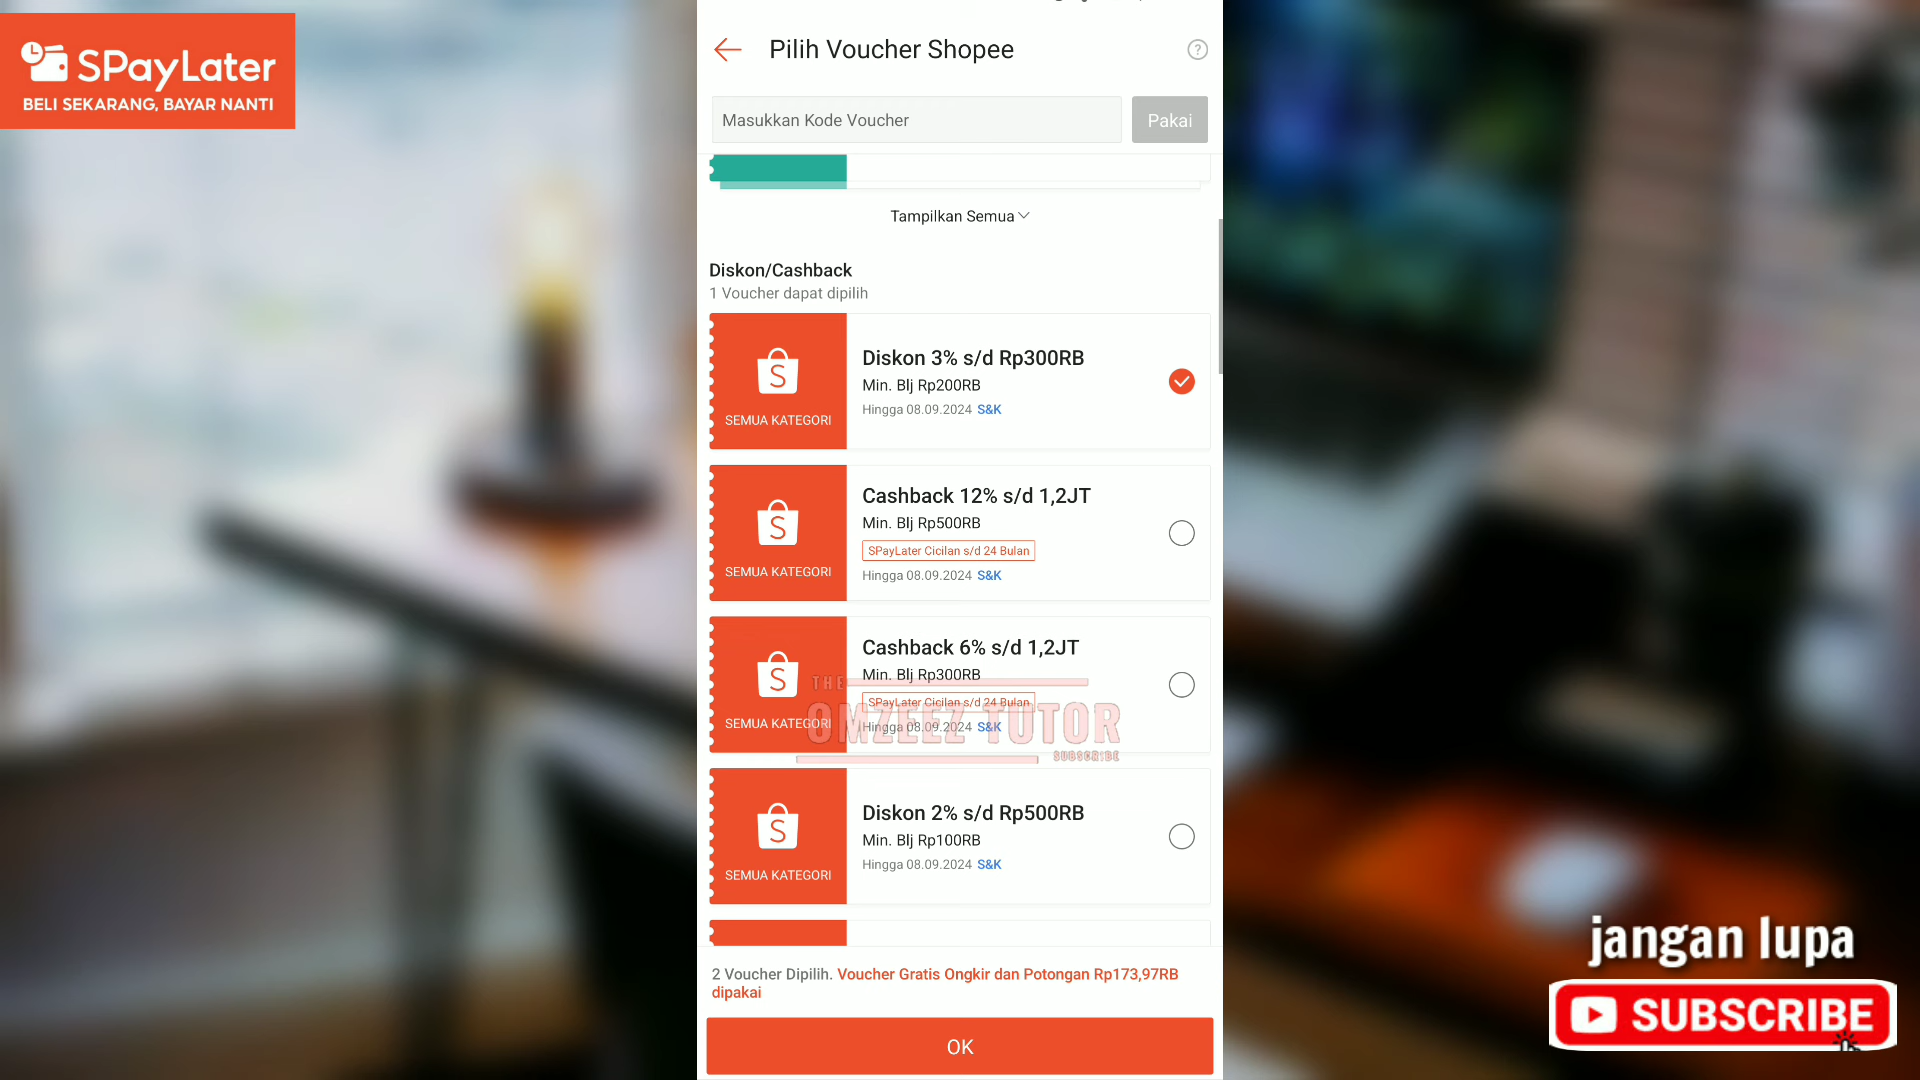 SPayLater
BELI SEKARANG, BAYAR NANTI
Pilih Voucher Shopee
?
Masukkan Kode Voucher
Pakai
Tampilkan Semua
Diskon/Cashback
1 Voucher dapat dipilih
Diskon 3% s/d Rp300RB
Min. Blj Rp200RB
Hingga 08.09.2024 S&K
S
SEMUA KATEGORI
Cashback 12% s/d 1,2JT
Min. Blj Rp500RB
SPayLater Cicilan s/d 24 Bulan
Hingga 08.09.2024 S&K
S
SEMUA KATEGORI
Cashback 6% s/d 1,2JT
Min. Blj Rp300RB
SPayLater Cicilan s/d 24 Bulan
Hingga 08.09.2024 S&K
S
SEMUA KATEGORI
THE
OMZEEZ TUTOR
SUBSCRIBE
Diskon 2% s/d Rp500RB
Min. Blj Rp100RB
Hingga 08.09.2024 S&K
S
SEMUA KATEGORI
2 Voucher Dipilih. Voucher Gratis Ongkir dan Potongan Rp173,97RB
dipakai
OK
jangan lupa
SUBSCRIBE